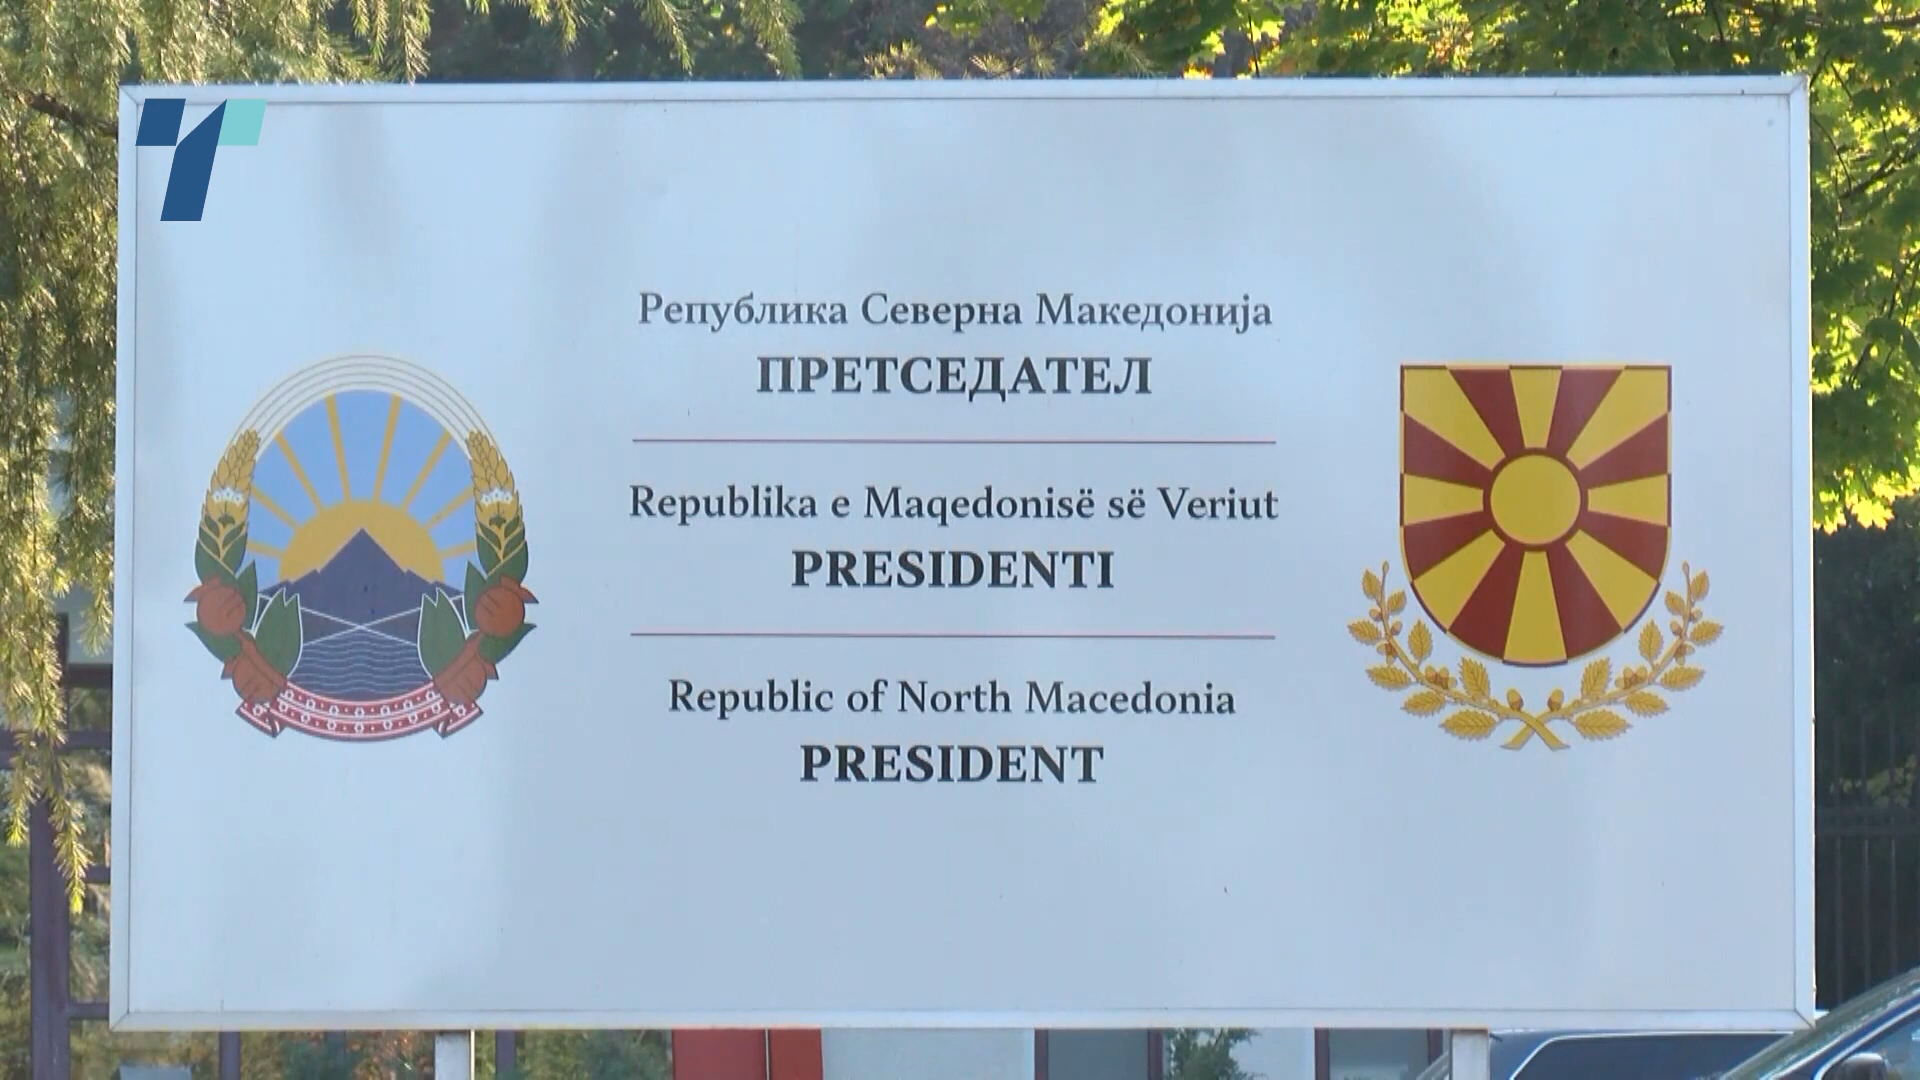 Република Северна Македонија
ПРЕТСЕДАТЕЛ
Republika e Maqedonisë së Veriut
PRESIDENTI
Republic of North Macedonia
PRESIDENT